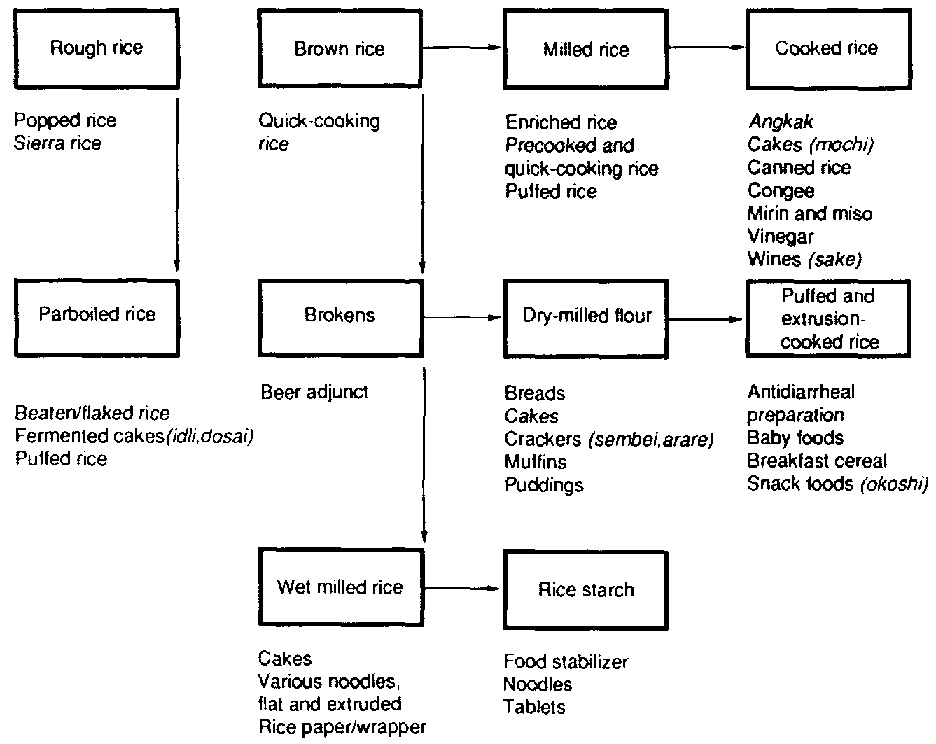 Rough rice
Brown rice
Milled rice
Cooked rice
Popped rice
Sierra rice
Quick-cooking
rice
Enriched rice
Precooked and
quick-cooking rice
Puffed rice
Angkak
Cakes (mochi)
Canned rice
Congee
Mirin and miso
Vinegar
Wines (sake)
Parboiled rice
Brokens
Dry-milled flour
Puffed and
extrusion-
cooked rice
Beaten/flaked rice
Fermented cakes(idli,dosai)
Puffed rice
Beer adjunct
Breads
Cakes
Crackers (sembei,arare)
Muffins
Puddings
Antidiarrheal
preparation
Baby foods
Breakfast cereal
Snack foods (okoshi)
Wet milled rice
Rice starch
Cakes
Various noodles,
flat and extruded
Rice paper/wrapper
Food stabilizer
Noodles
Tablets